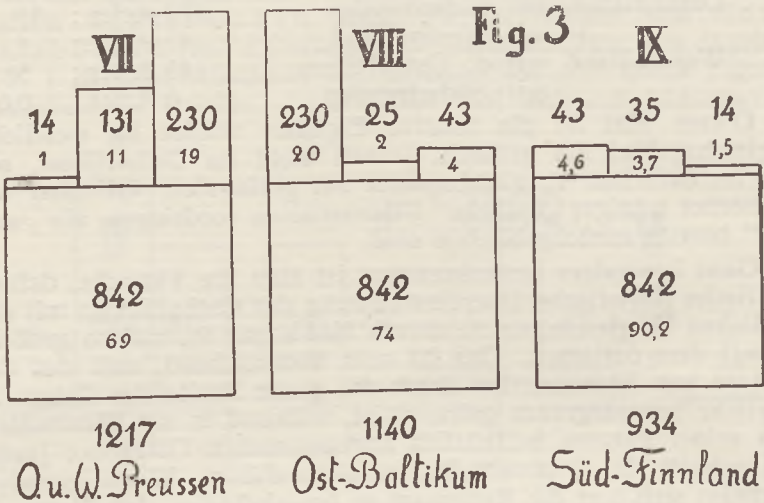 Fig. 3
VII VIII IX
14 131 230 230 25 43 43 35 14
1 11 19 20 2 4 4,6 3,7 1,5
842 842 842
69 74 90,2
1217 1140 934
O.u.W.Preussen Ost-Baltikum Süd-Finnland